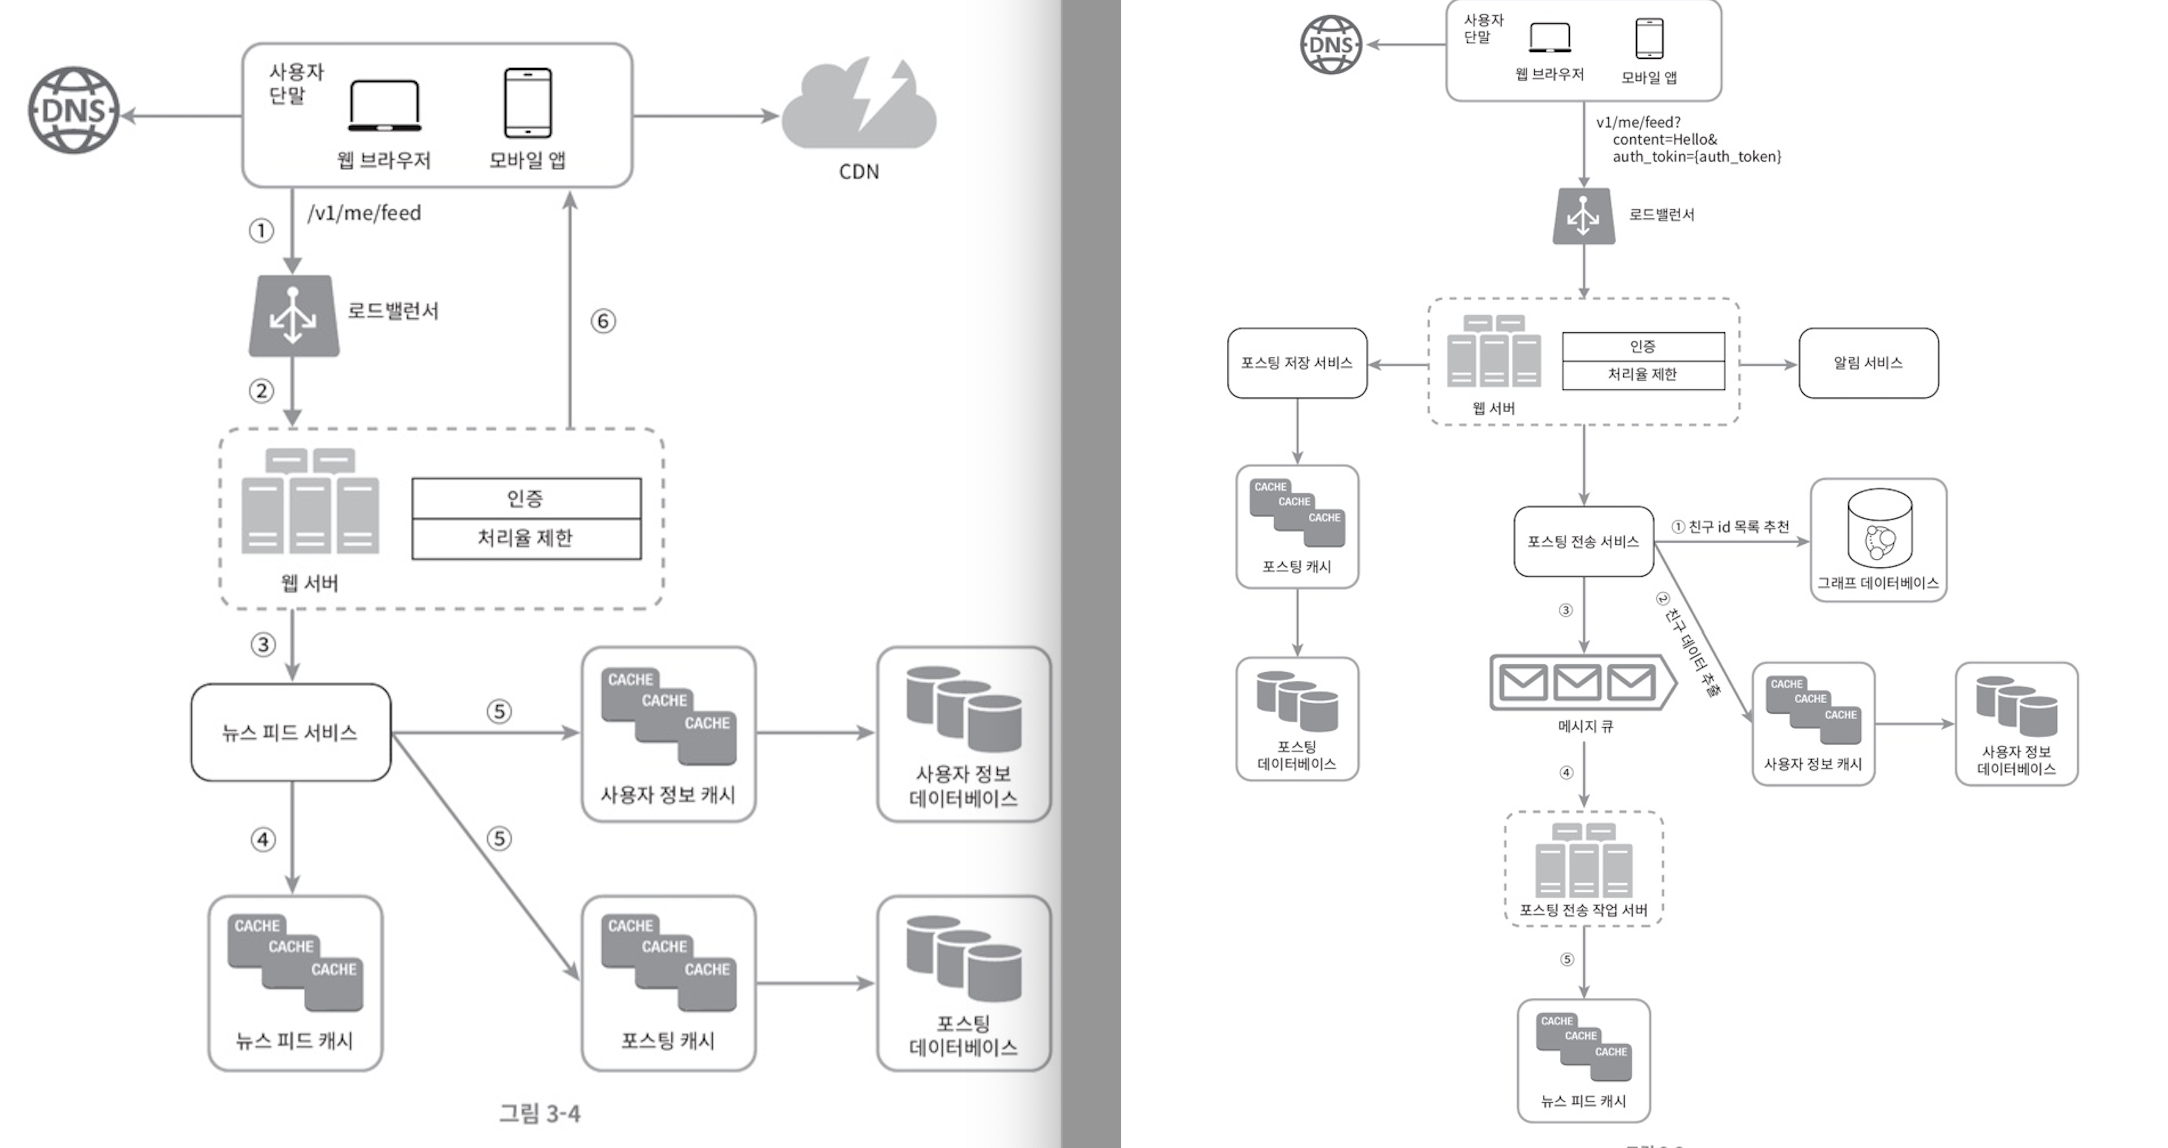 사용자
단말
DNS
웹 브라우저
모바일 앱
CDN
①
/v1/me/feed
로드밸런서
⑥
②
인증
처리율 제한
웹 서버
③
뉴스 피드 서비스
⑤
CACHE
CACHE
CACHE
사용자 정보 캐시
사용자 정보
데이터베이스
④
⑤
CACHE
CACHE
CACHE
뉴스 피드 캐시
CACHE
CACHE
CACHE
포스팅 캐시
포스팅
데이터베이스
그림 3-4
사용자
단말
DNS
웹 브라우저
모바일 앱
v1/me/feed?
content=Hello&
auth_tokin={auth_token}
로드밸런서
포스팅 저장 서비스
인증
처리율 제한
웹 서버
알림 서비스
CACHE
CACHE
CACHE
포스팅 캐시
포스팅 전송 서비스
① 친구 id 목록 추천
그래프 데이터베이스
③
② 친구 데이터 추출
포스팅
데이터베이스
메시지 큐
CACHE
CACHE
CACHE
사용자 정보 캐시
사용자 정보
데이터베이스
④
포스팅 전송 작업 서버
⑤
CACHE
CACHE
CACHE
뉴스 피드 캐시